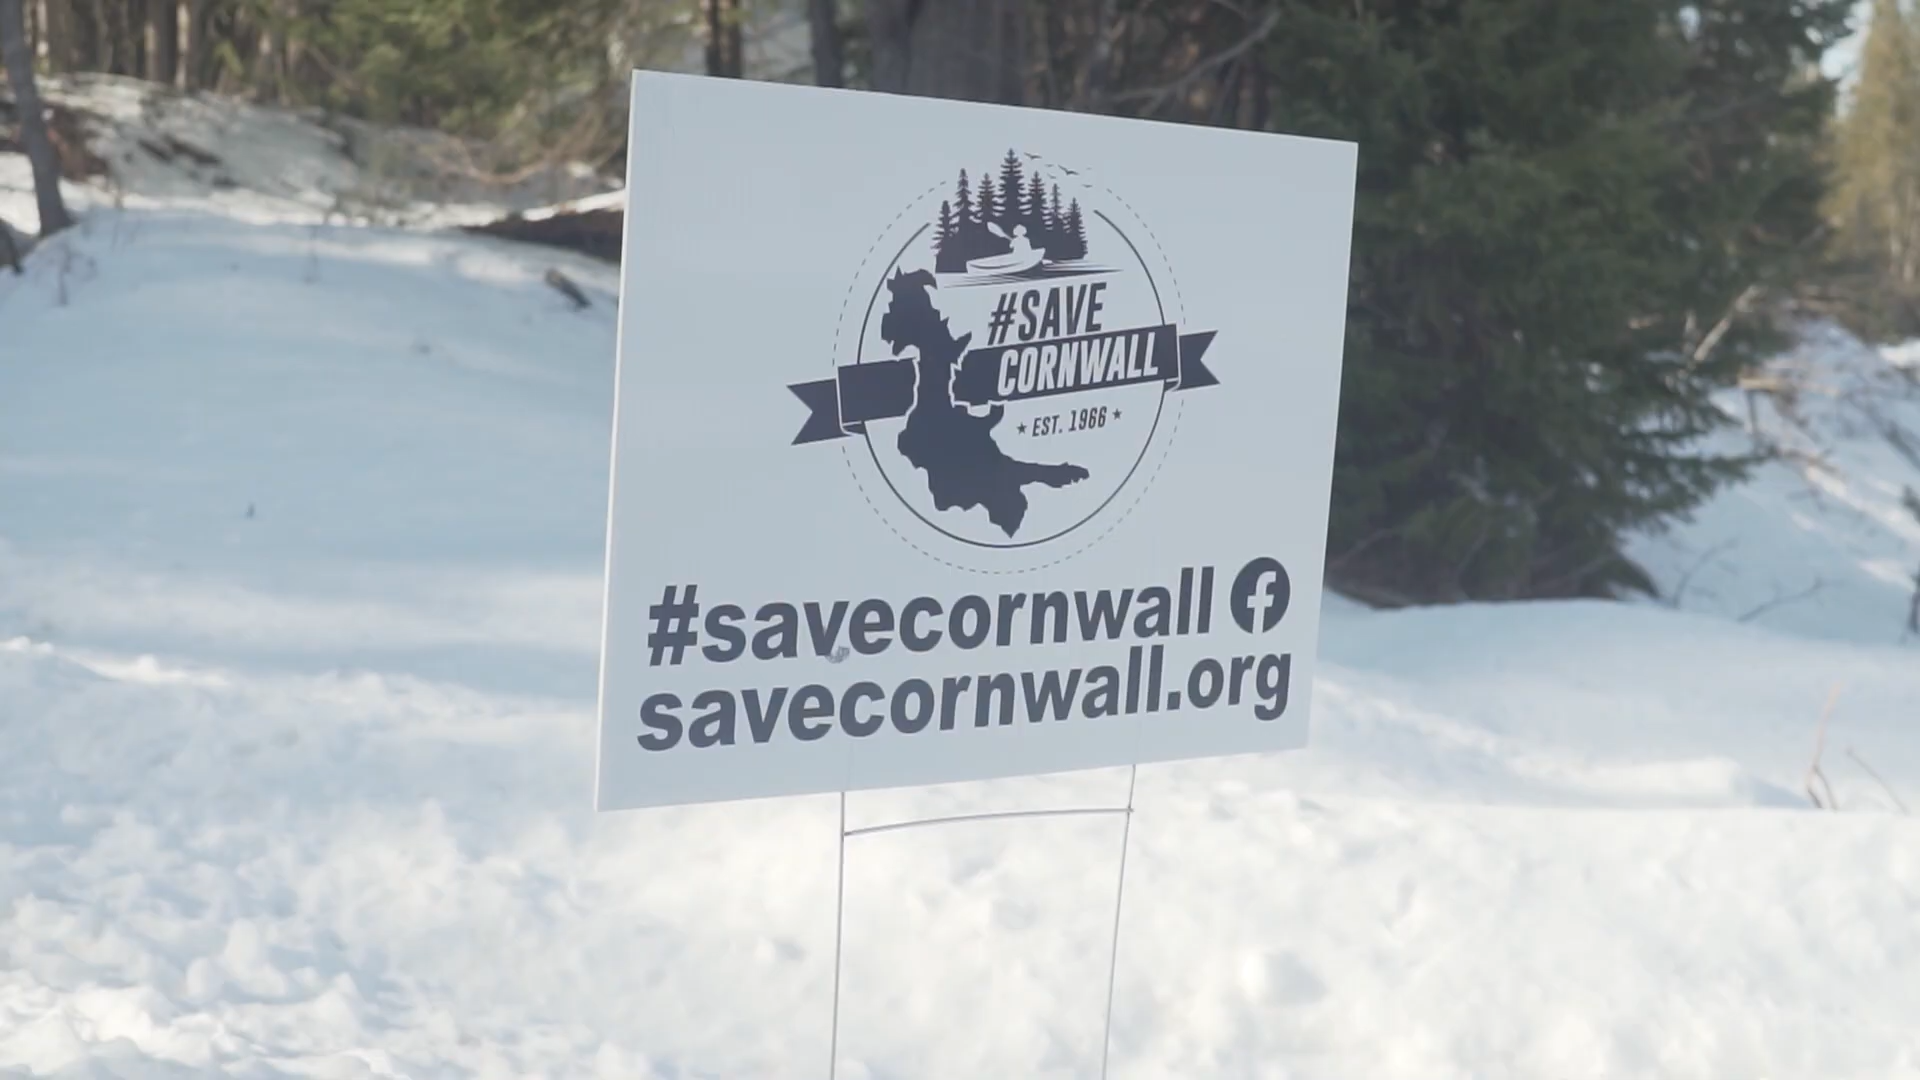 #SAVE
CORNWALL
★ EST. 1966 ★
#savecornwall
savecornwall.org